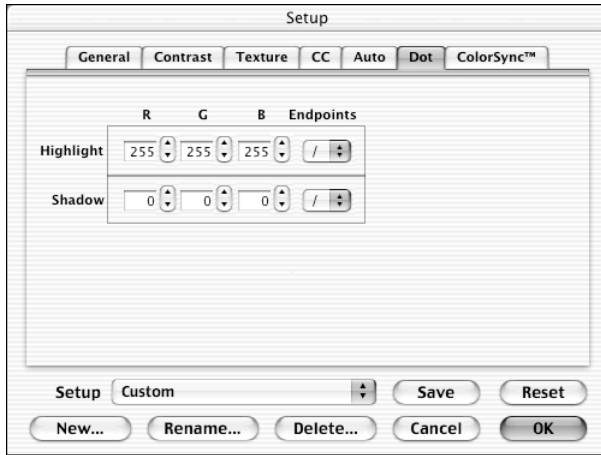 Setup
General Contrast Texture CC Auto Dot ColorSync™
R G B Endpoints
Highlight 255 255 255 /
Shadow 0 0 0 /
Setup Custom Save Reset
New... Rename... Delete... Cancel OK